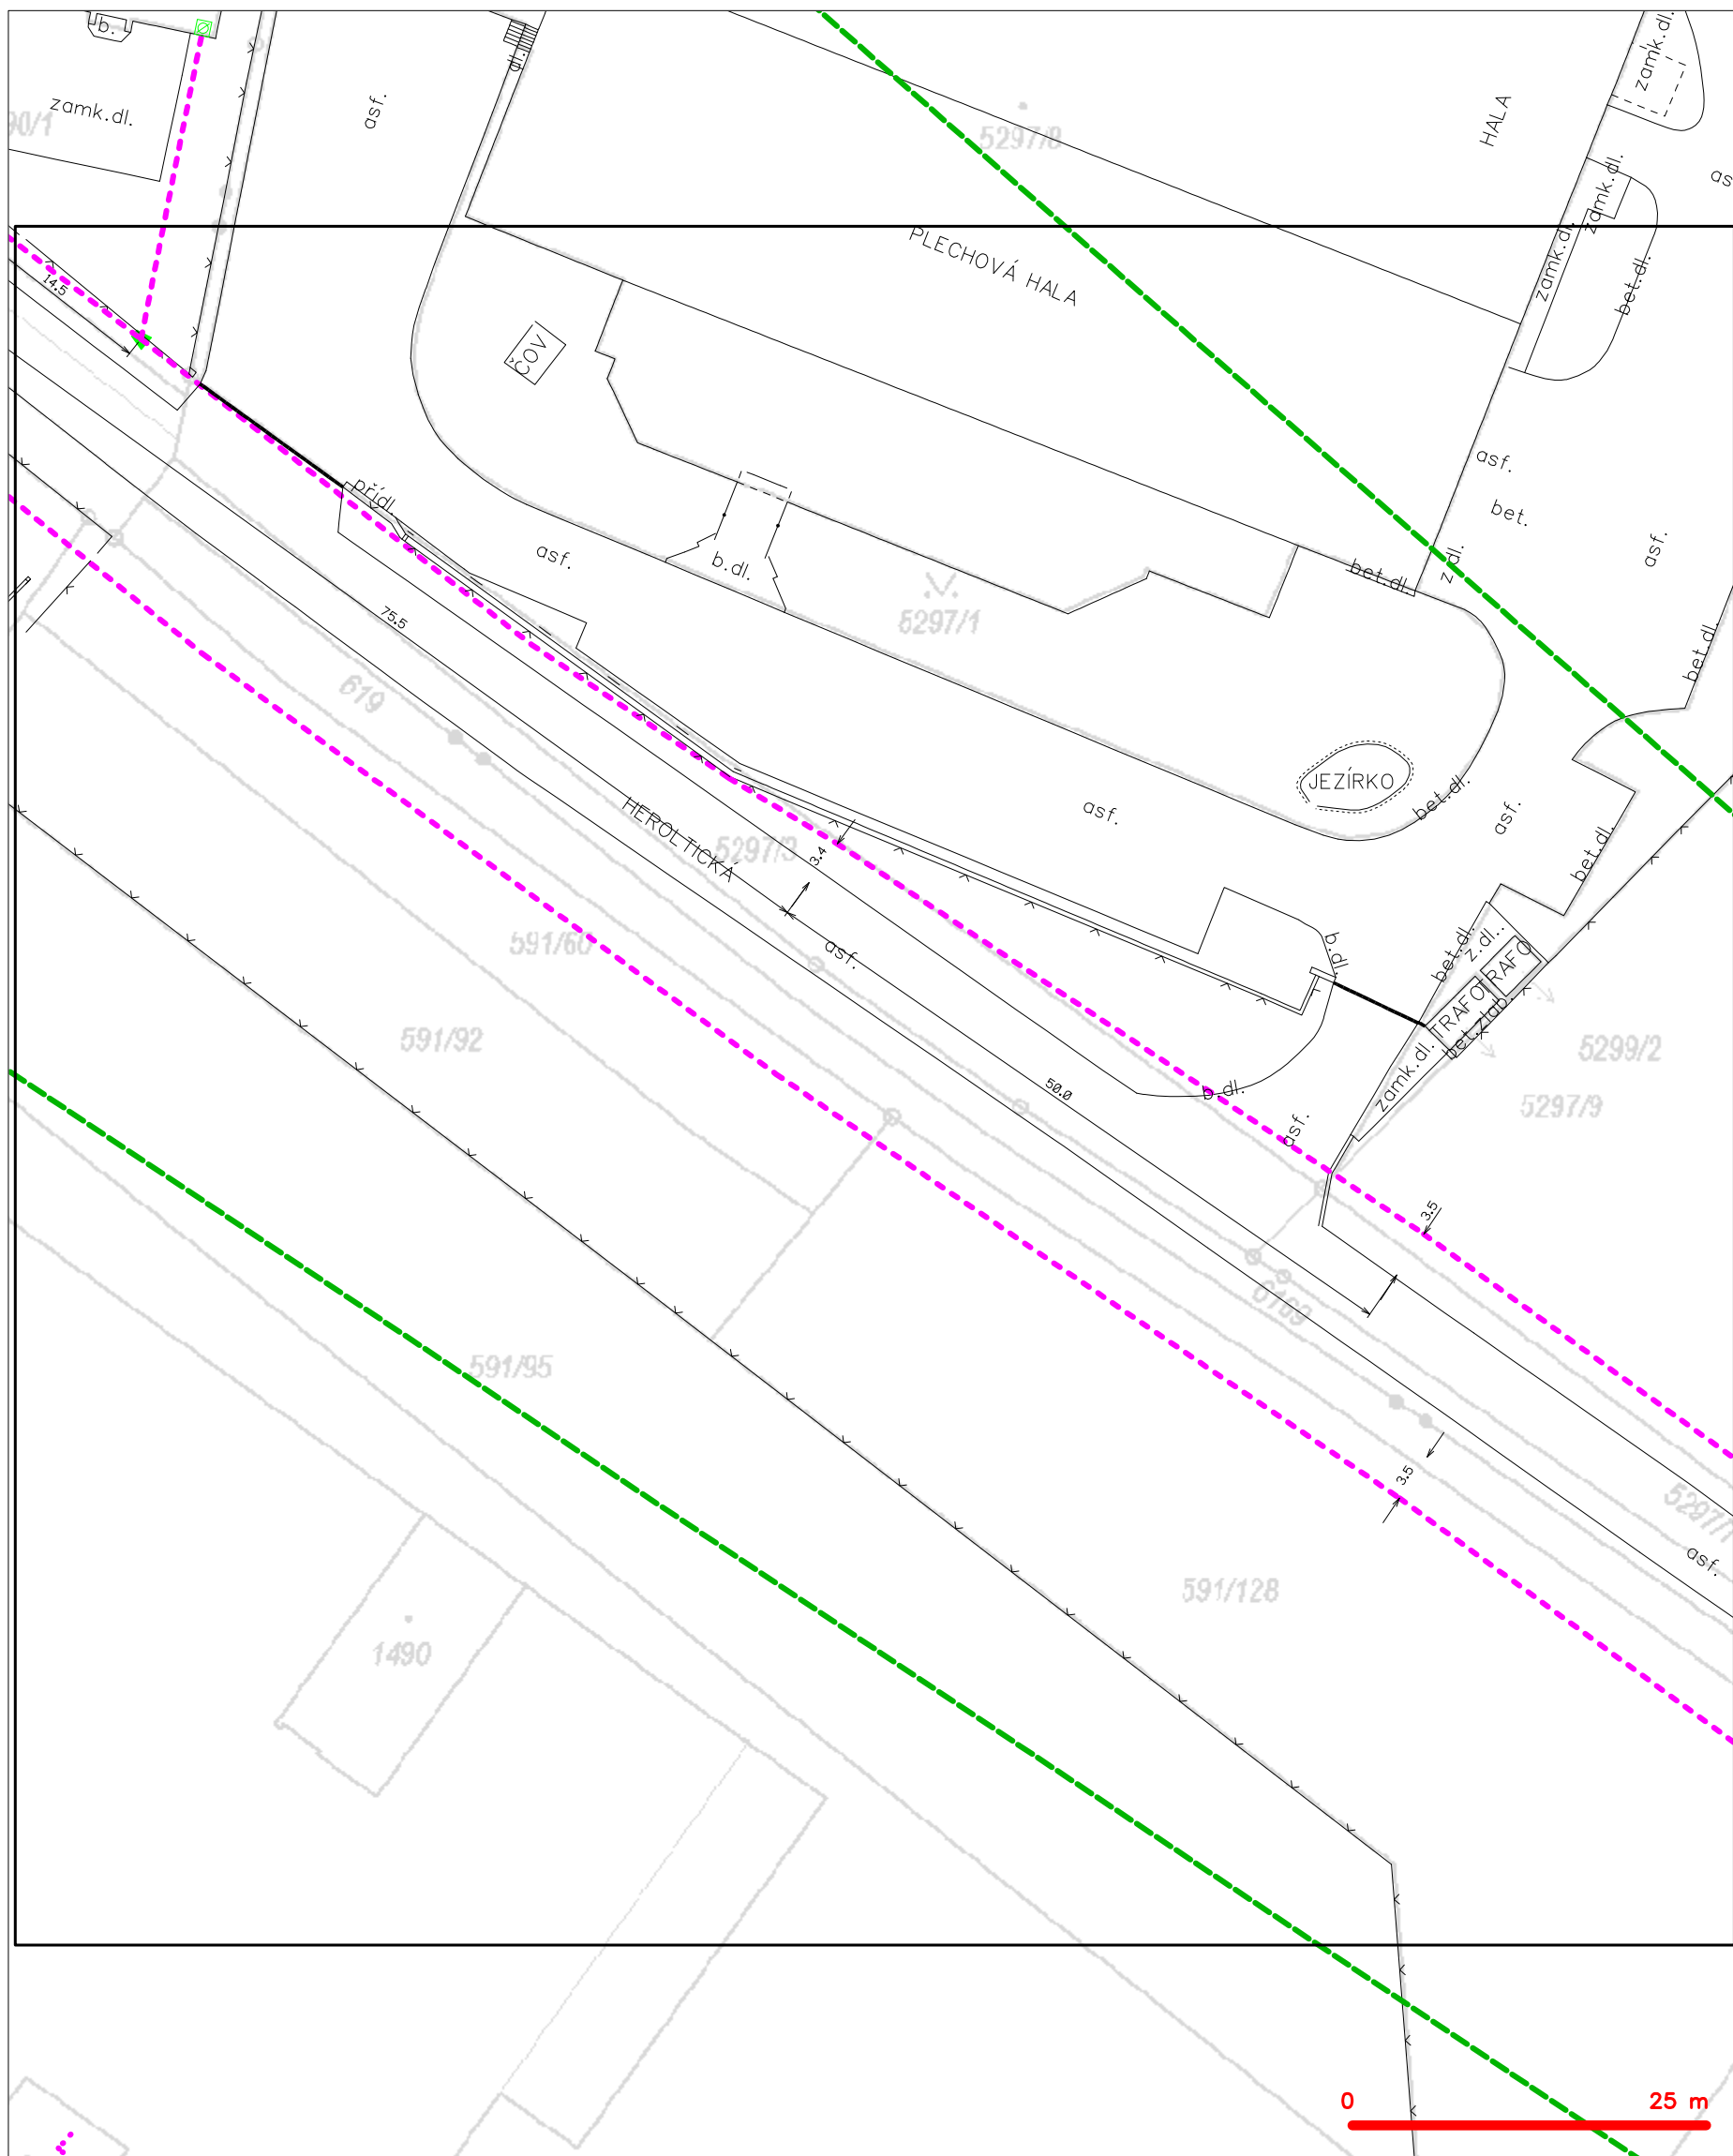 b.
zamk.dl.
asf.
dl.
5297/8
HALA
zamk.dl.
zamk.dl.
zamk.dl.
bet.dl.
PLECHOVÁ HALA
14.5
ČOV
přídl.
asf.
b.dl.
5297/1
bet.dl.
z.dl.
asf.
bet.
asf.
bet.dl.
75.5
619
HEROLTICKÁ
5297/3
3.4
asf.
JEZÍRKO
bet.dl.
asf.
bet.dl.
591/60
asf.
b.dl.
bet.dl.
z.dl.
TRAFO
TRAFO
bet.žlab.
zamk.dl.
591/92
50.0
b.dl.
asf.
5299/2
5297/9
3.5
591/95
3.5
asf.
591/128
1490
0 25 m